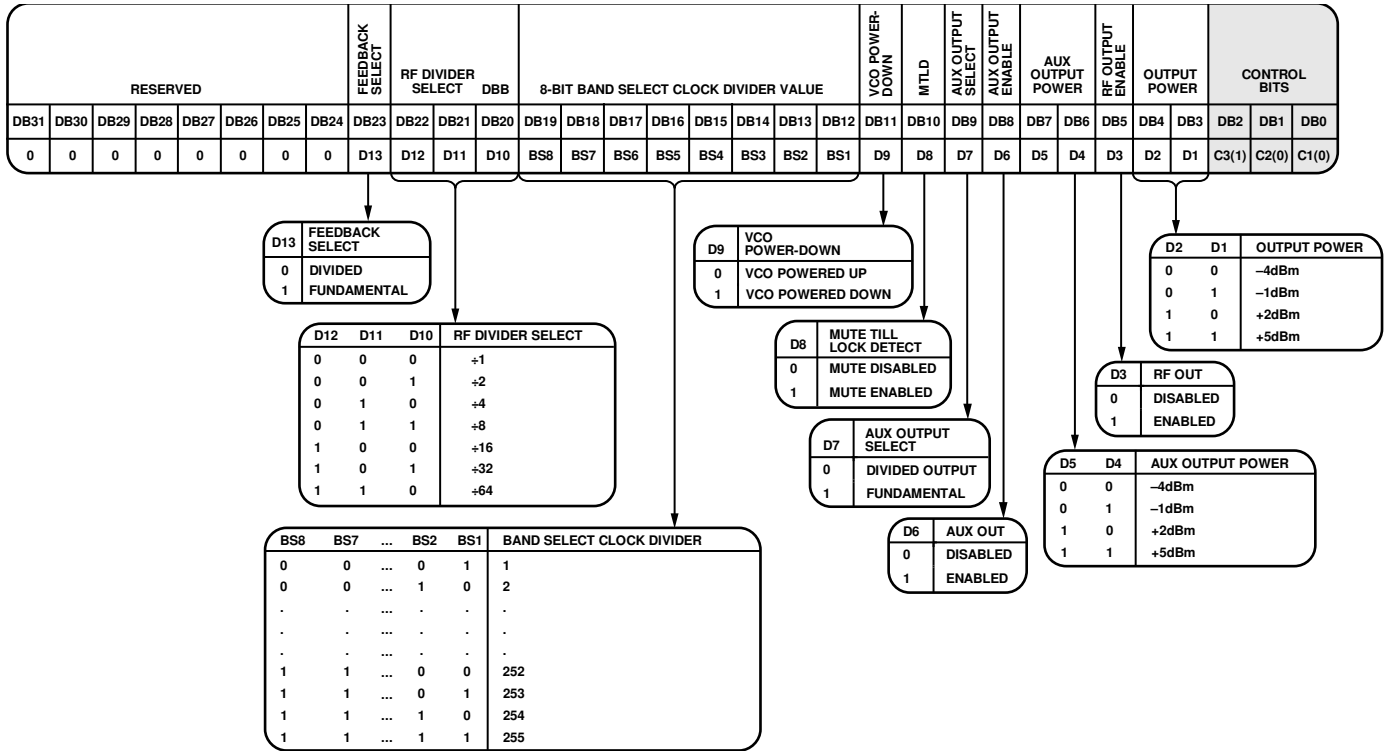 RESERVED
FEEDBACK
SELECT
RF DIVIDER
SELECT DBB
8-BIT BAND SELECT CLOCK DIVIDER VALUE
VCO POWER-
DOWN
MTLD
AUX OUTPUT
SELECT
AUX OUTPUT
ENABLE
AUX
OUTPUT
POWER
RF OUTPUT
ENABLE
OUTPUT
POWER
CONTROL
BITS
DB31 DB30 DB29 DB28 DB27 DB26 DB25 DB24 DB23 DB22 DB21 DB20 DB19 DB18 DB17 DB16 DB15 DB14 DB13 DB12 DB11 DB10 DB9 DB8 DB7 DB6 DB5 DB4 DB3 DB2 DB1 DB0
0 0 0 0 0 0 0 0 D13 D12 D11 D10 BS8 BS7 BS6 BS5 BS4 BS3 BS2 BS1 D9 D8 D7 D6 D5 D4 D3 D2 D1 C3(1) C2(0) C1(0)
D13 FEEDBACK
SELECT
0 DIVIDED
1 FUNDAMENTAL
D9 VCO
POWER-DOWN
0 VCO POWERED UP
1 VCO POWERED DOWN
D2 D1 OUTPUT POWER
0 0 –4dBm
0 1 –1dBm
1 0 +2dBm
1 1 +5dBm
D12 D11 D10 RF DIVIDER SELECT
0 0 0 ÷1
0 0 1 ÷2
0 1 0 ÷4
0 1 1 ÷8
1 0 0 ÷16
1 0 1 ÷32
1 1 0 ÷64
D8 MUTE TILL
LOCK DETECT
0 MUTE DISABLED
1 MUTE ENABLED
D3 RF OUT
0 DISABLED
1 ENABLED
D7 AUX OUTPUT
SELECT
0 DIVIDED OUTPUT
1 FUNDAMENTAL
D5 D4 AUX OUTPUT POWER
0 0 –4dBm
0 1 –1dBm
1 0 +2dBm
1 1 +5dBm
D6 AUX OUT
0 DISABLED
1 ENABLED
BS8 BS7 ... BS2 BS1 BAND SELECT CLOCK DIVIDER
0 0 ... 0 1 1
0 0 ... 1 0 2
. . ... . . .
. . ... . . .
. . ... . . .
1 1 ... 0 0 252
1 1 ... 0 1 253
1 1 ... 1 0 254
1 1 ... 1 1 255